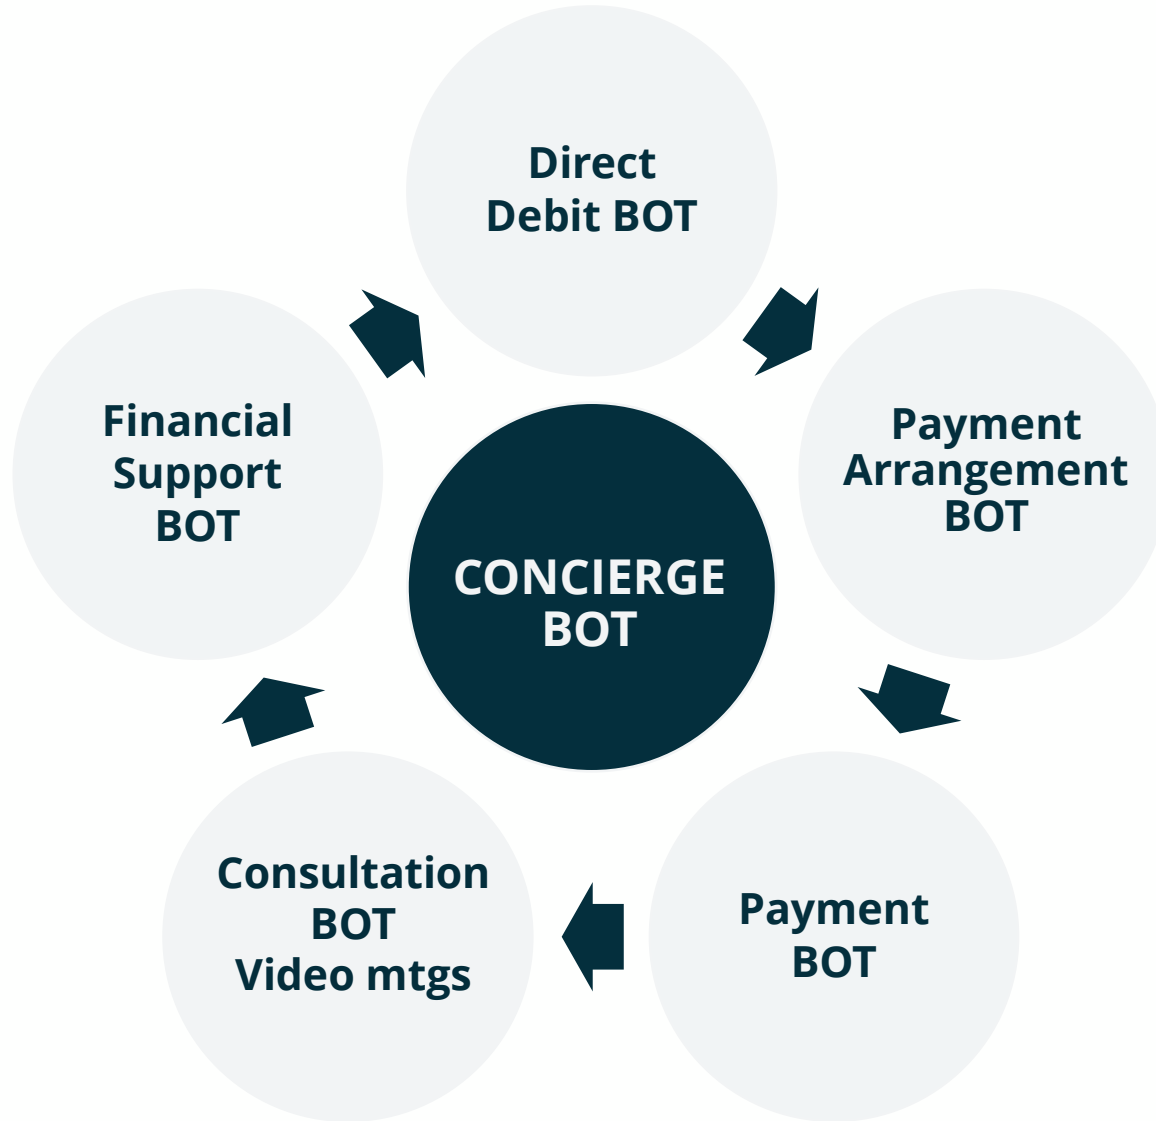 Direct
Debit BOT
Financial
Support
BOT
Payment
Arrangement
BOT
CONCIERGE
BOT
Consultation
BOT
Video mtgs
Payment
BOT